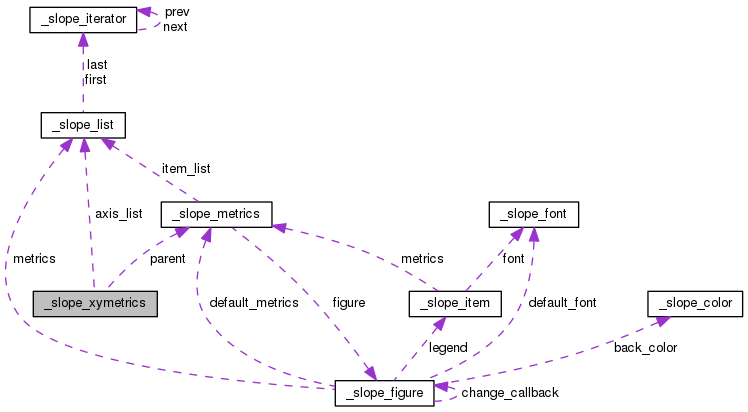 _slope_iterator
prev
next
last
first
_slope_list
item_list
_slope_metrics
_slope_font
axis_list
metrics
parent
metrics
font
_slope_xymetrics
default_metrics
figure
_slope_item
default_font
_slope_color
legend
back_color
_slope_figure
change_callback